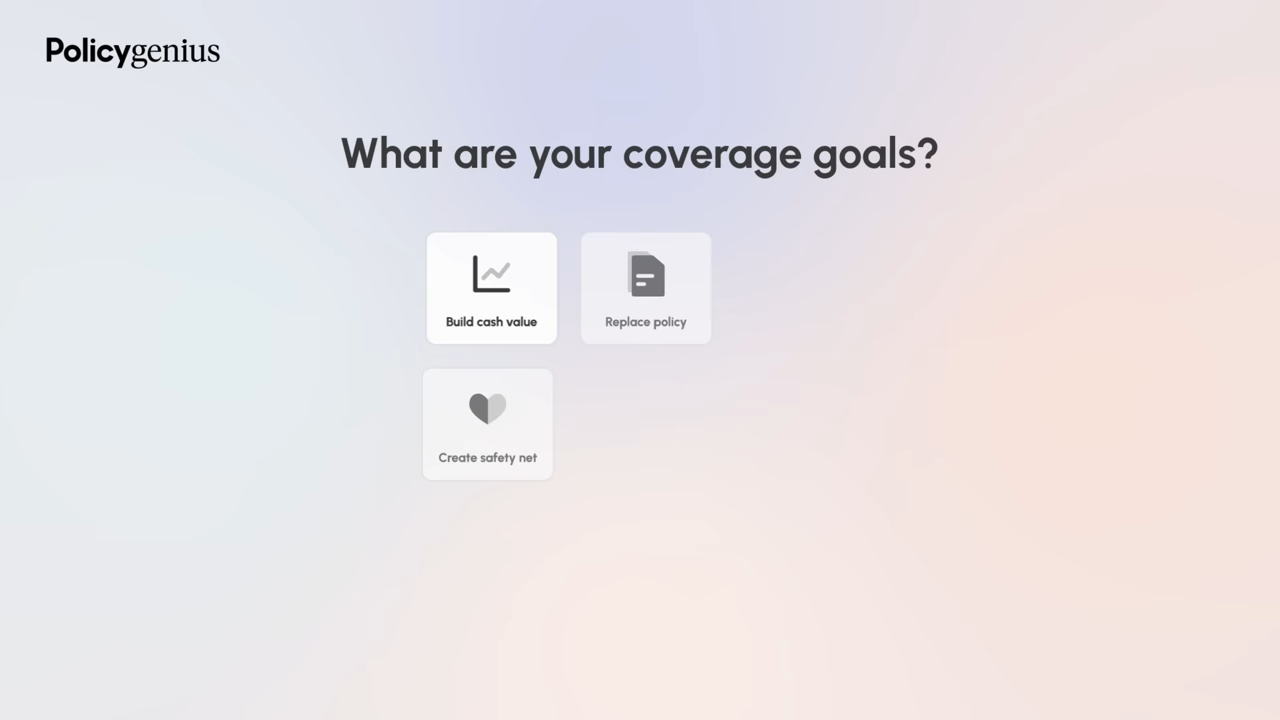 Policygenius
What are your coverage goals?
Build cash value
Replace policy
Create safety net